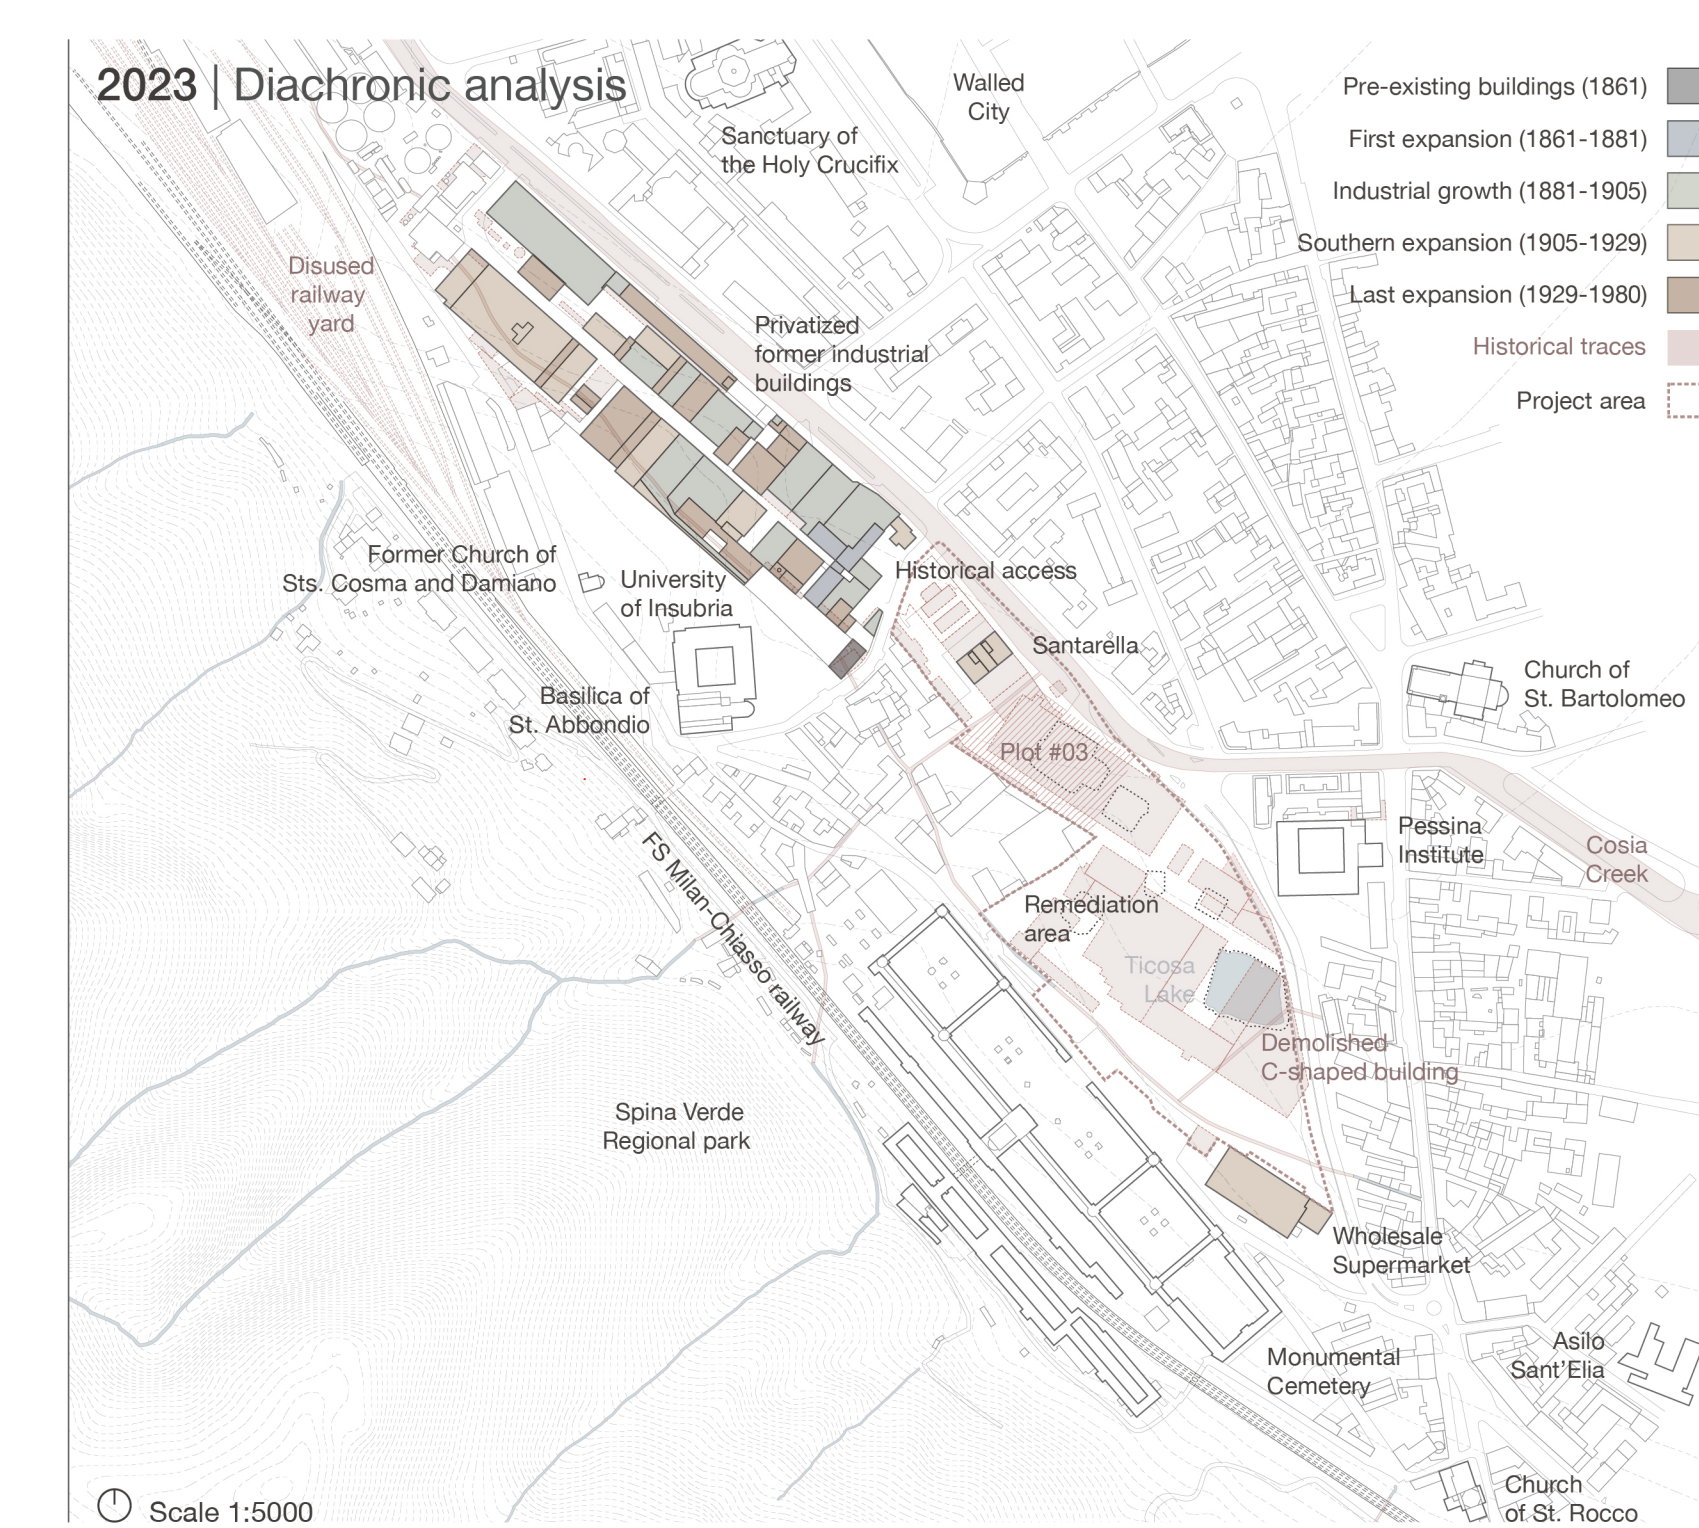 2023 | Diachronic analysis
Walled
City
Sanctuary of
the Holy Crucifix
Pre-existing buildings (1861)
First expansion (1861-1881)
Industrial growth (1881-1905)
Southern expansion (1905-1929)
Last expansion (1929-1980)
Historical traces
Project area
Disused
railway
yard
Privatized
former industrial
buildings
Former Church of
Sts. Cosma and Damiano
University
of Insubria
Historical access
Santarella
Church of
St. Bartolomeo
Basilica of
St. Abbondio
Plot #03
Pessina
Institute
Cosia
Creek
FS Milan-Chiasso railway
Remediation
area
Ticosa
Lake
Demolished
C-shaped building
Spina Verde
Regional park
Wholesale
Supermarket
Monumental
Cemetery
Asilo
Sant'Elia
Church
of St. Rocco
Scale 1:5000